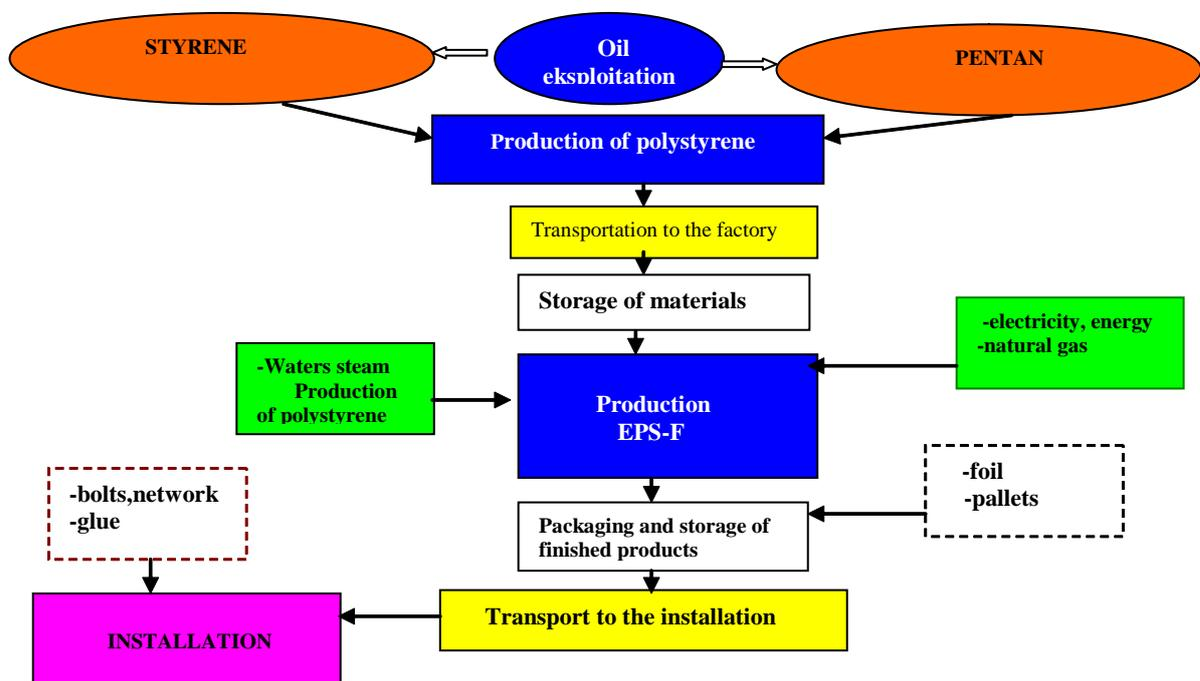 STYRENE
Oil
eksploitation
PENTAN
Production of polystyrene
Transportation to the factory
Storage of materials
-electricity, energy
-natural gas
-Waters steam
Production
of polystyrene
Production
EPS-F
-bolts,network
-glue
-foil
-pallets
Packaging and storage of
finished products
Transport to the installation
INSTALLATION